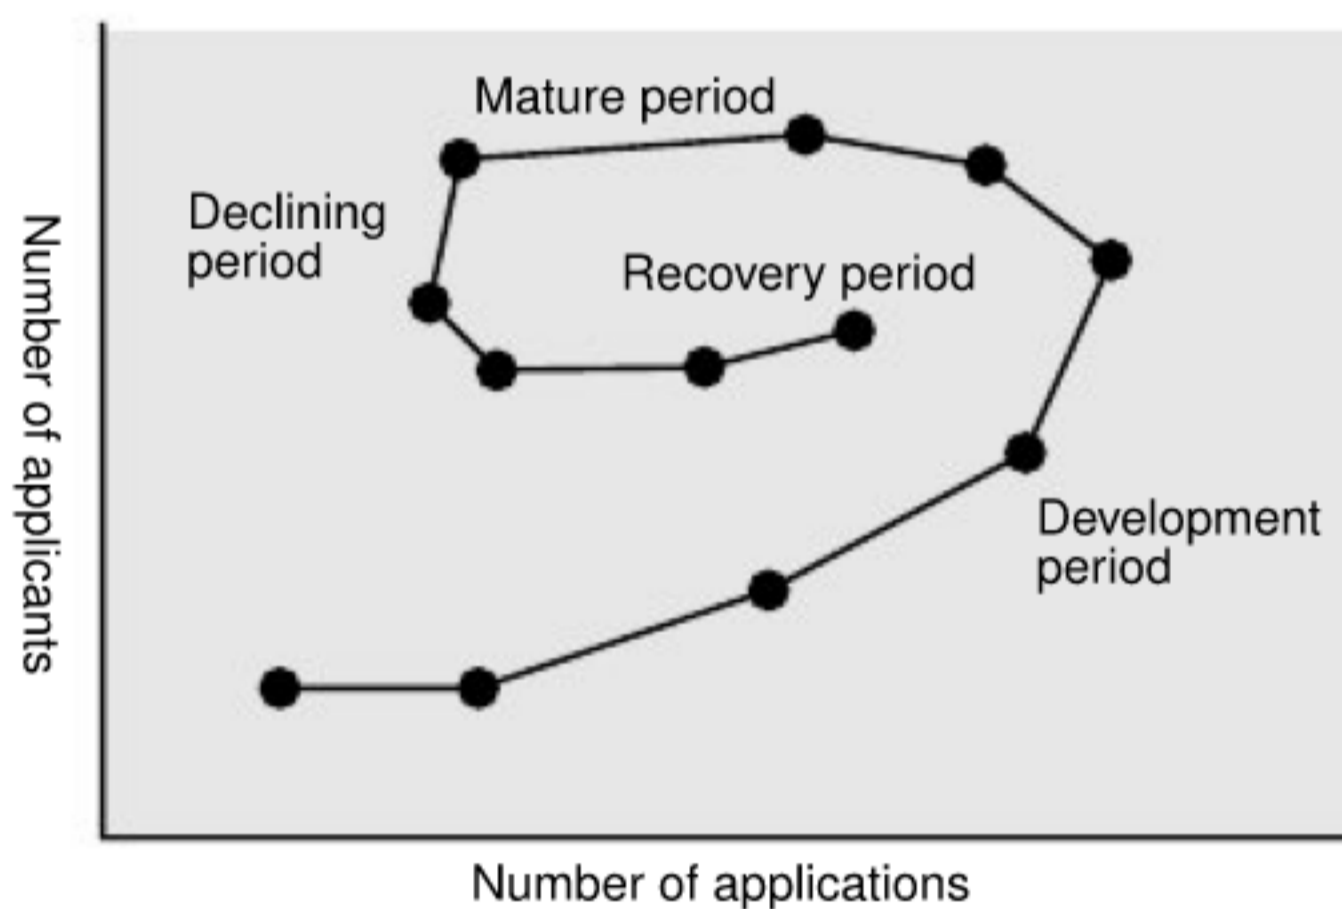 Mature period
Declining
period
Recovery period
Number of applicants
Development
period
Number of applications